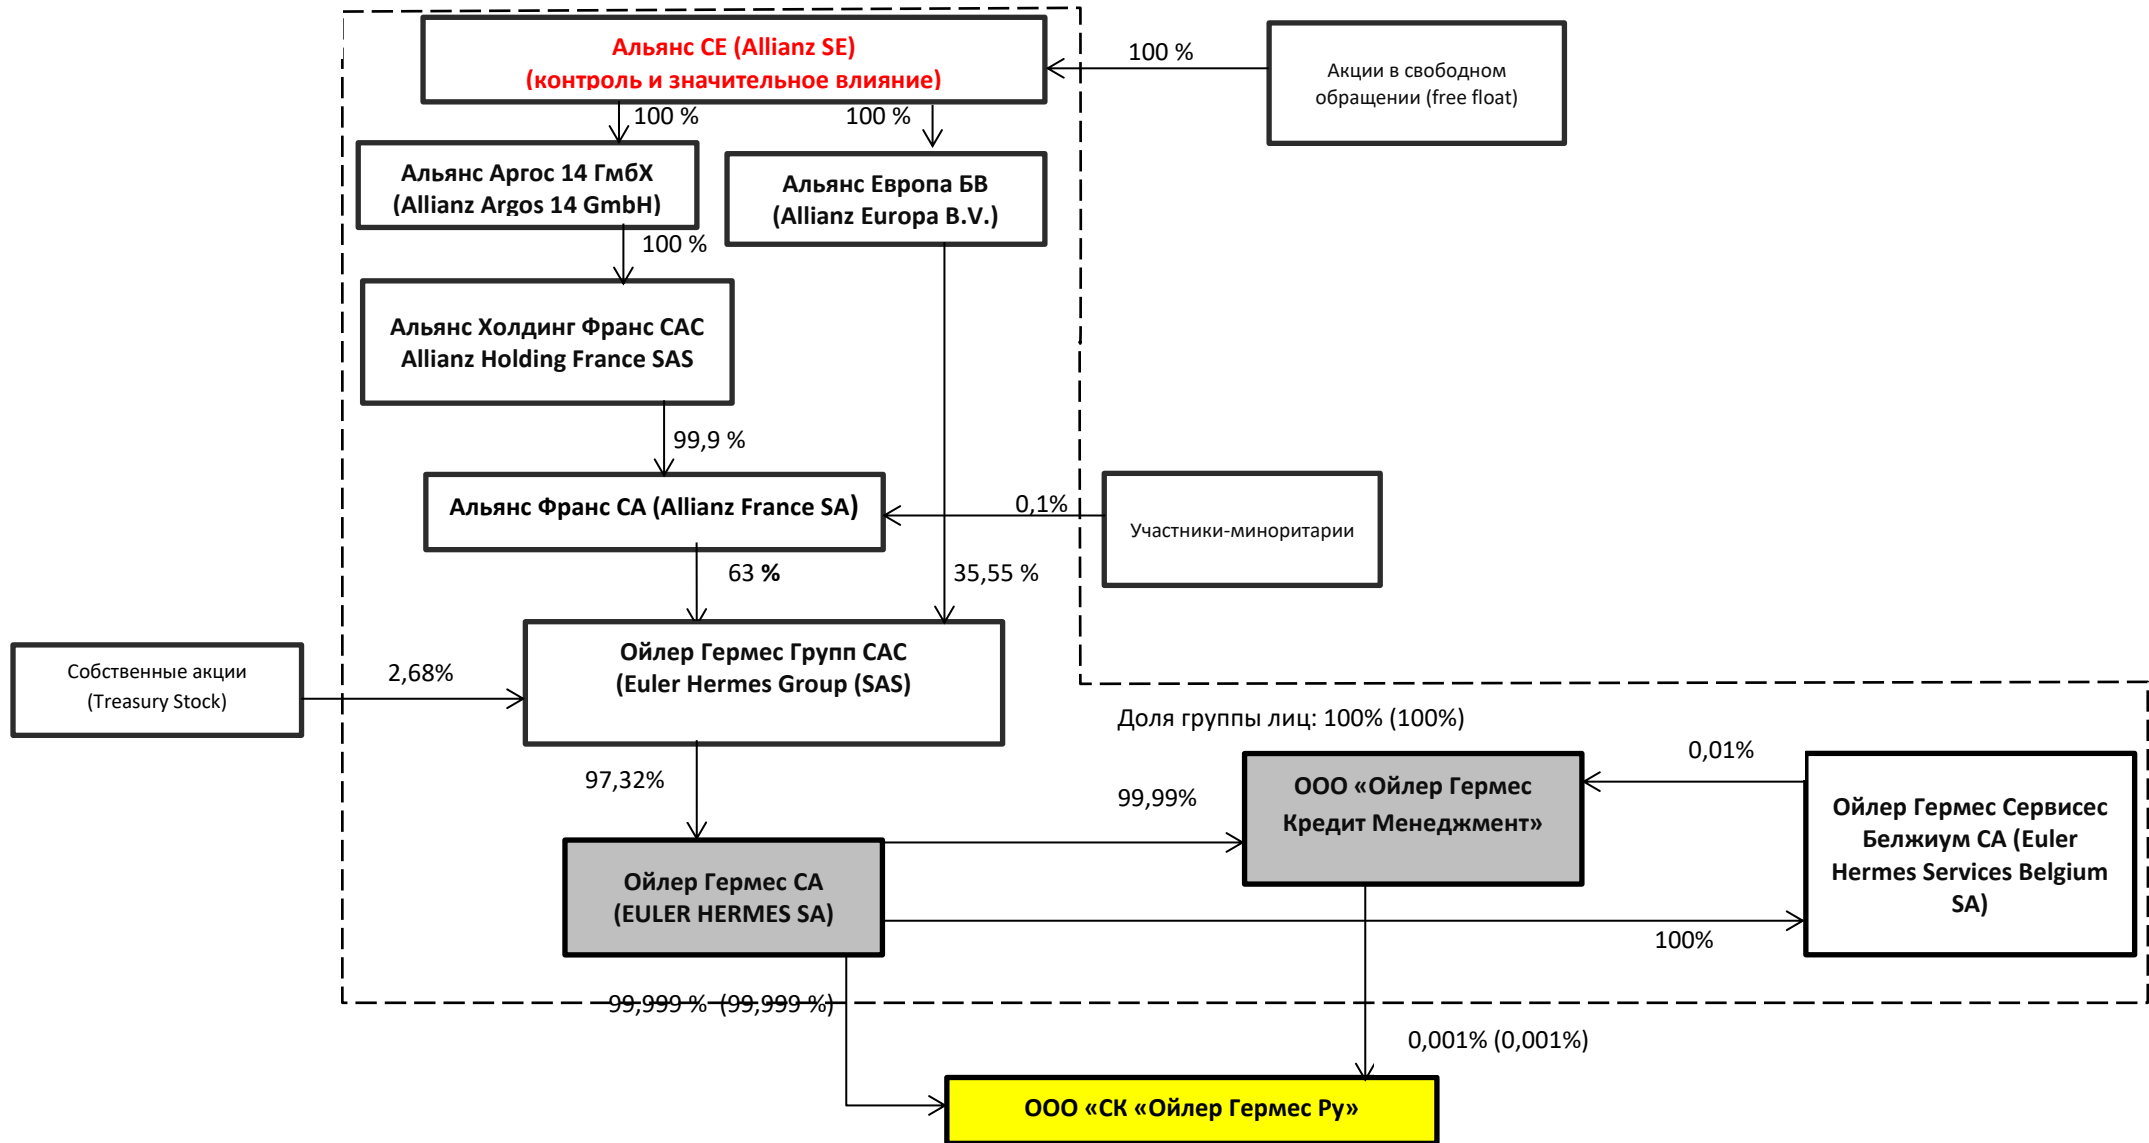 Альянс СЕ (Allianz SE)
(контроль и значительное влияние)
100 %
Акции в свободном
обращении (free float)
100 %
100 %
Альянс Аргос 14 ГмбХ
(Allianz Argos 14 GmbH)
Альянс Европа БВ
(Allianz Europa B.V.)
100 %
Альянс Холдинг Франс САС
Allianz Holding France SAS
99,9 %
Альянс Франс СА (Allianz France SA)
0,1%
Участники-миноритарии
63 %
35,55 %
Собственные акции
(Treasury Stock)
2,68%
Ойлер Гермес Групп САС
(Euler Hermes Group (SAS)
Доля группы лиц: 100% (100%)
97,32%
99,99%
ООО «Ойлер Гермес
Кредит Менеджмент»
0,01%
Ойлер Гермес Сервисес
Белжиум СА (Euler
Hermes Services Belgium
SA)
Ойлер Гермес СА
(EULER HERMES SA)
100%
99,999 % (99,999 %)
0,001% (0,001%)
ООО «СК «Ойлер Гермес Ру»